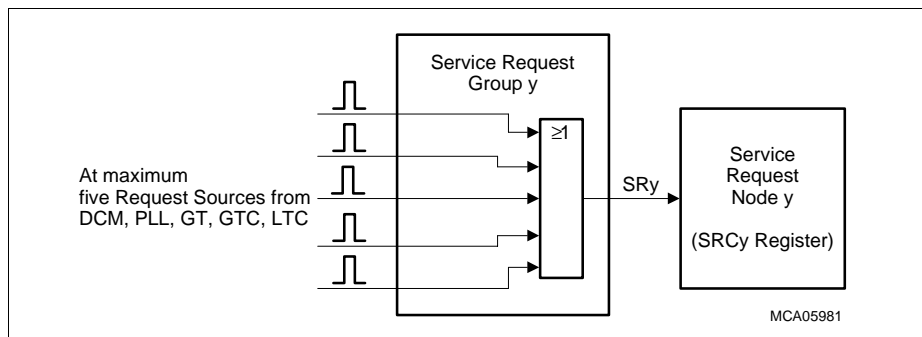 Service Request
Group y
≥1
At maximum
five Request Sources from
DCM, PLL, GT, GTC, LTC
SRy
Service
Request
Node y
(SRCy Register)
MCA05981